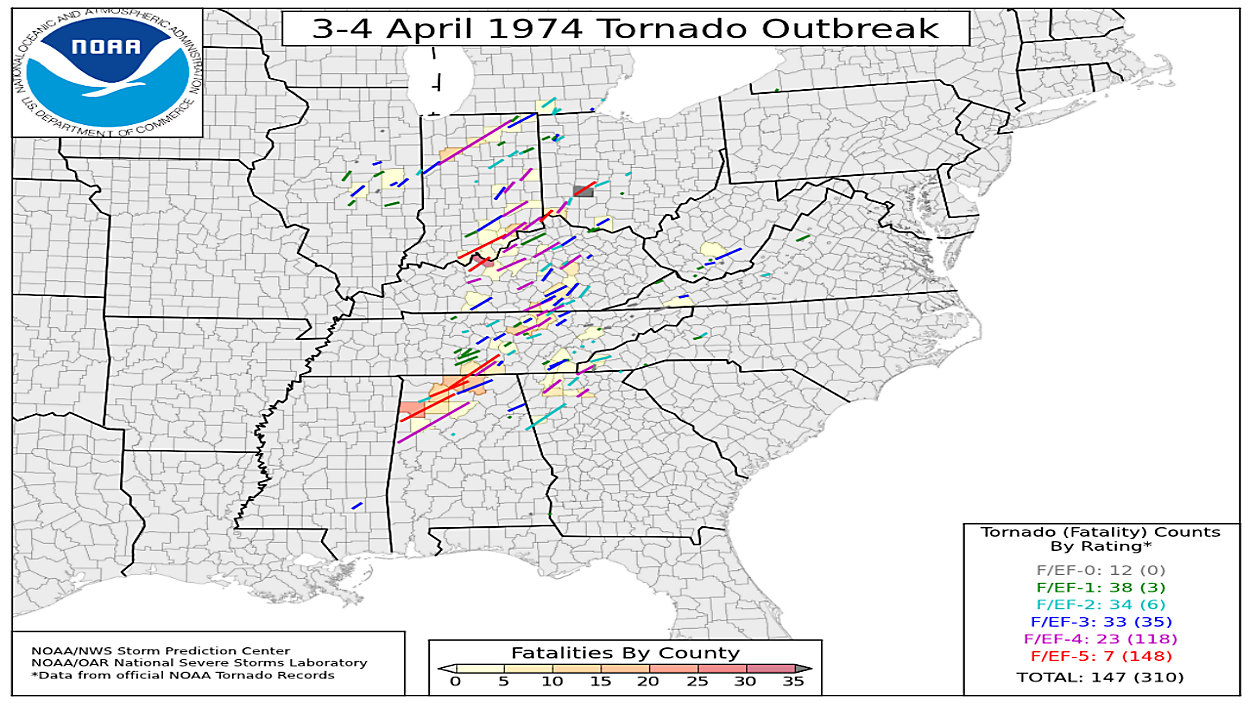 3-4 April 1974 Tornado Outbreak
NATIONAL OCEANIC AND ATMOSPHERIC ADMINISTRATION
NOAA
U.S. DEPARTMENT OF COMMERCE
Tornado (Fatality) Counts
By Rating*
F/EF-0: 12 (0)
F/EF-1: 38 (3)
F/EF-2: 34 (6)
F/EF-3: 33 (35)
F/EF-4: 23 (118)
F/EF-5: 7 (148)
TOTAL: 147 (310)
NOAA/NWS Storm Prediction Center
NOAA/OAR National Severe Storms Laboratory
*Data from official NOAA Tornado Records
Fatalities By County
0 5 10 15 20 25 30 35